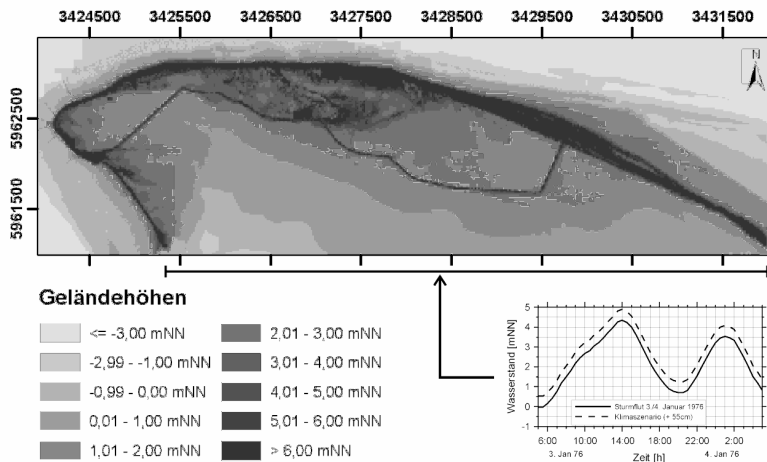 3424500 3425500 3426500 3427500 3428500 3429500 3430500 3431500
N
5962500
5961500
Geländehöhen
<= -3,00 mNN
-2,99 - -1,00 mNN
-0,99 - 0,00 mNN
0,01 - 1,00 mNN
1,01 - 2,00 mNN
2,01 - 3,00 mNN
3,01 - 4,00 mNN
4,01 - 5,00 mNN
5,01 - 6,00 mNN
> 6,00 mNN
Wasserstand [mNN]
5
4
3
2
1
0
-1
Sturmflut 3./4. Januar 1976
Klimaszenario (+ 55cm)
6:00 10:00 14:00 18:00 22:00 2:00
3. Jan 76 4. Jan 76
Zeit [h]